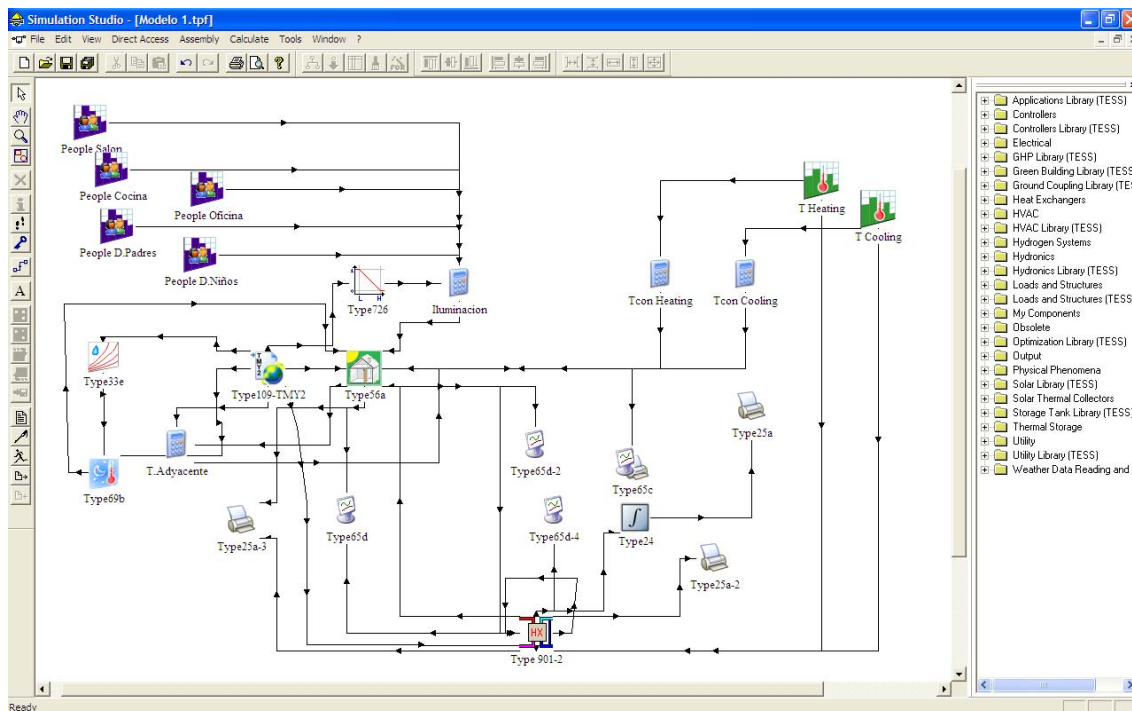 Simulation Studio - [Modelo 1.tpf]
File Edit View Direct Access Assembly Calculate Tools Window ?
People Salon
People Cocina
People Oficina
People D.Padres
People D.Niños
Type726
Iluminacion
T Heating
T Cooling
Tcon Heating
Tcon Cooling
Type33e
Type109-TMY2
Type56a
Type25a
T.Adyacente
Type65d-2
Type65c
Type69b
Type25a-3
Type65d
Type65d-4
Type24
Type25a-2
HX
Type 901-2
Applications Library (TESS)
Controllers
Controllers Library (TESS)
Electrical
GHP Library (TESS)
Green Building Library (TESS
Ground Coupling Library (TES
Heat Exchangers
HVAC
HVAC Library (TESS)
Hydrogen Systems
Hydronics
Hydronics Library (TESS)
Loads and Structures
Loads and Structures (TESS)
My Components
Obsolete
Optimization Library (TESS)
Output
Physical Phenomena
Solar Library (TESS)
Solar Thermal Collectors
Storage Tank Library (TESS)
Thermal Storage
Utility
Utility Library (TESS)
Weather Data Reading and
Ready